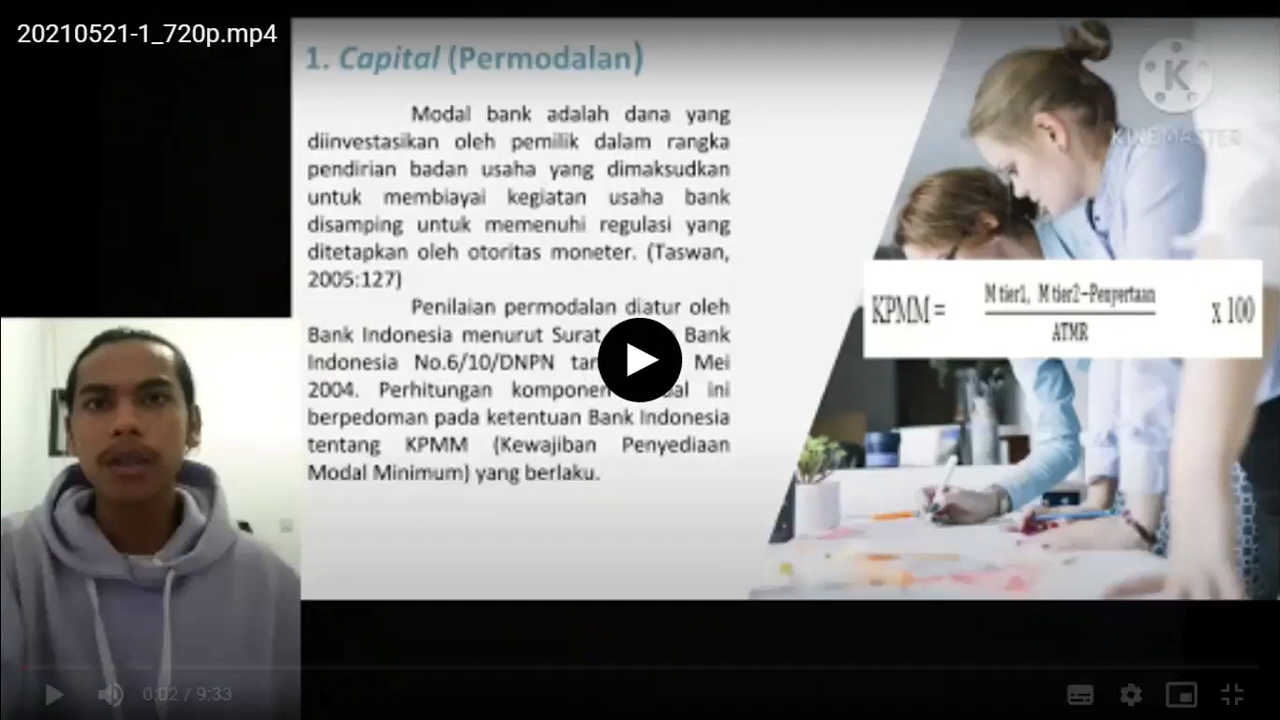 20210521-1_720p.mp4
1. Capital (Permodalan)
Modal bank adalah dana yang
diinvestasikan oleh pemilik dalam rangka
pendirian badan usaha yang dimaksudkan
untuk membiayai kegiatan usaha bank
disamping untuk memenuhi regulasi yang
ditetapkan oleh otoritas moneter. (Taswan,
2005:127)
Penilaian permodalan diatur oleh
Bank Indonesia menurut Surat Bank
Indonesia No.6/10/DNPN Mei
2004. Perhitungan komponen ini
berpedoman pada ketentuan Bank Indonesia
tentang KPMM (Kewajiban Penyediaan
Modal Minimum) yang berlaku.
KINEMASTER
KPMM = M tier1, M tier2-Penyertaan x 100
ATMR
0:02 / 9:33